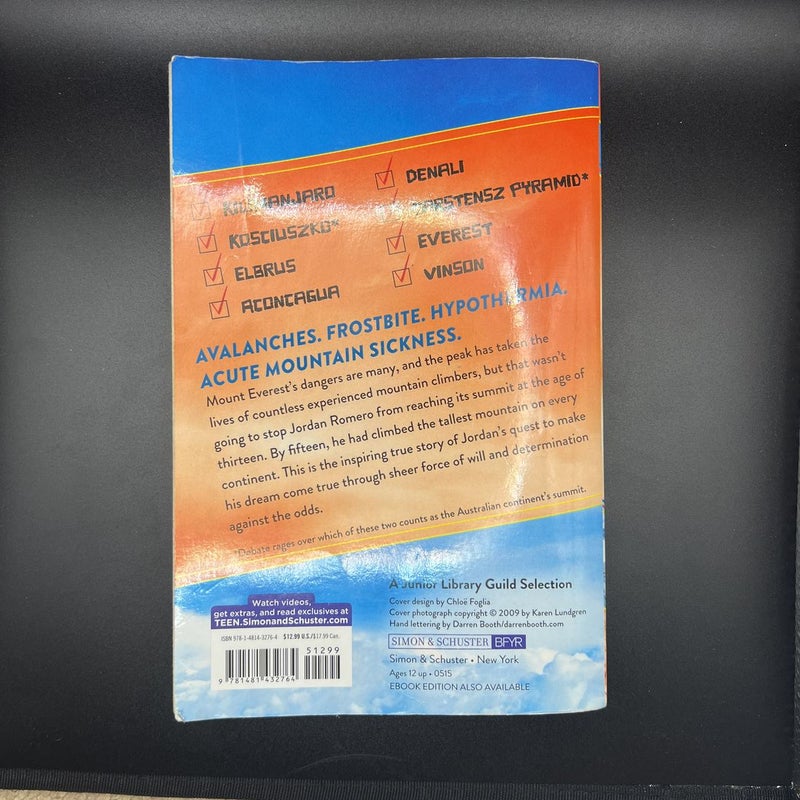 KILIMANJARO
KOSCIUSZKO*
ELBRUS
ACONCAGUA
DENALI
CARSTENSZ PYRAMID*
EVEREST
VINSON
AVALANCHES. FROSTBITE. HYPOTHERMIA.
ACUTE MOUNTAIN SICKNESS.
Mount Everest's dangers are many, and the peak has taken the
lives of countless experienced mountain climbers, but that wasn't
going to stop Jordan Romero from reaching its summit at the age of
thirteen. By fifteen, he had climbed the tallest mountain on every
continent. This is the inspiring true story of Jordan's quest to make
his dream come true through sheer force of will and determination
against the odds.
*Debate rages over which of these two counts as the Australian continent's summit.
Watch videos,
get extras, and read exclusives at
TEEN.SimonandSchuster.com
ISBN 978-1-4814-3276-4 $12.99 U.S./$17.99 Can.
51299
9 781481 432764
A Junior Library Guild Selection
Cover design by Chloë Foglia
Cover photograph copyright © 2009 by Karen Lundgren
Hand lettering by Darren Booth/darrenbooth.com
SIMON & SCHUSTER BFYR
Simon & Schuster • New York
Ages 12 up • 0515
EBOOK EDITION ALSO AVAILABLE